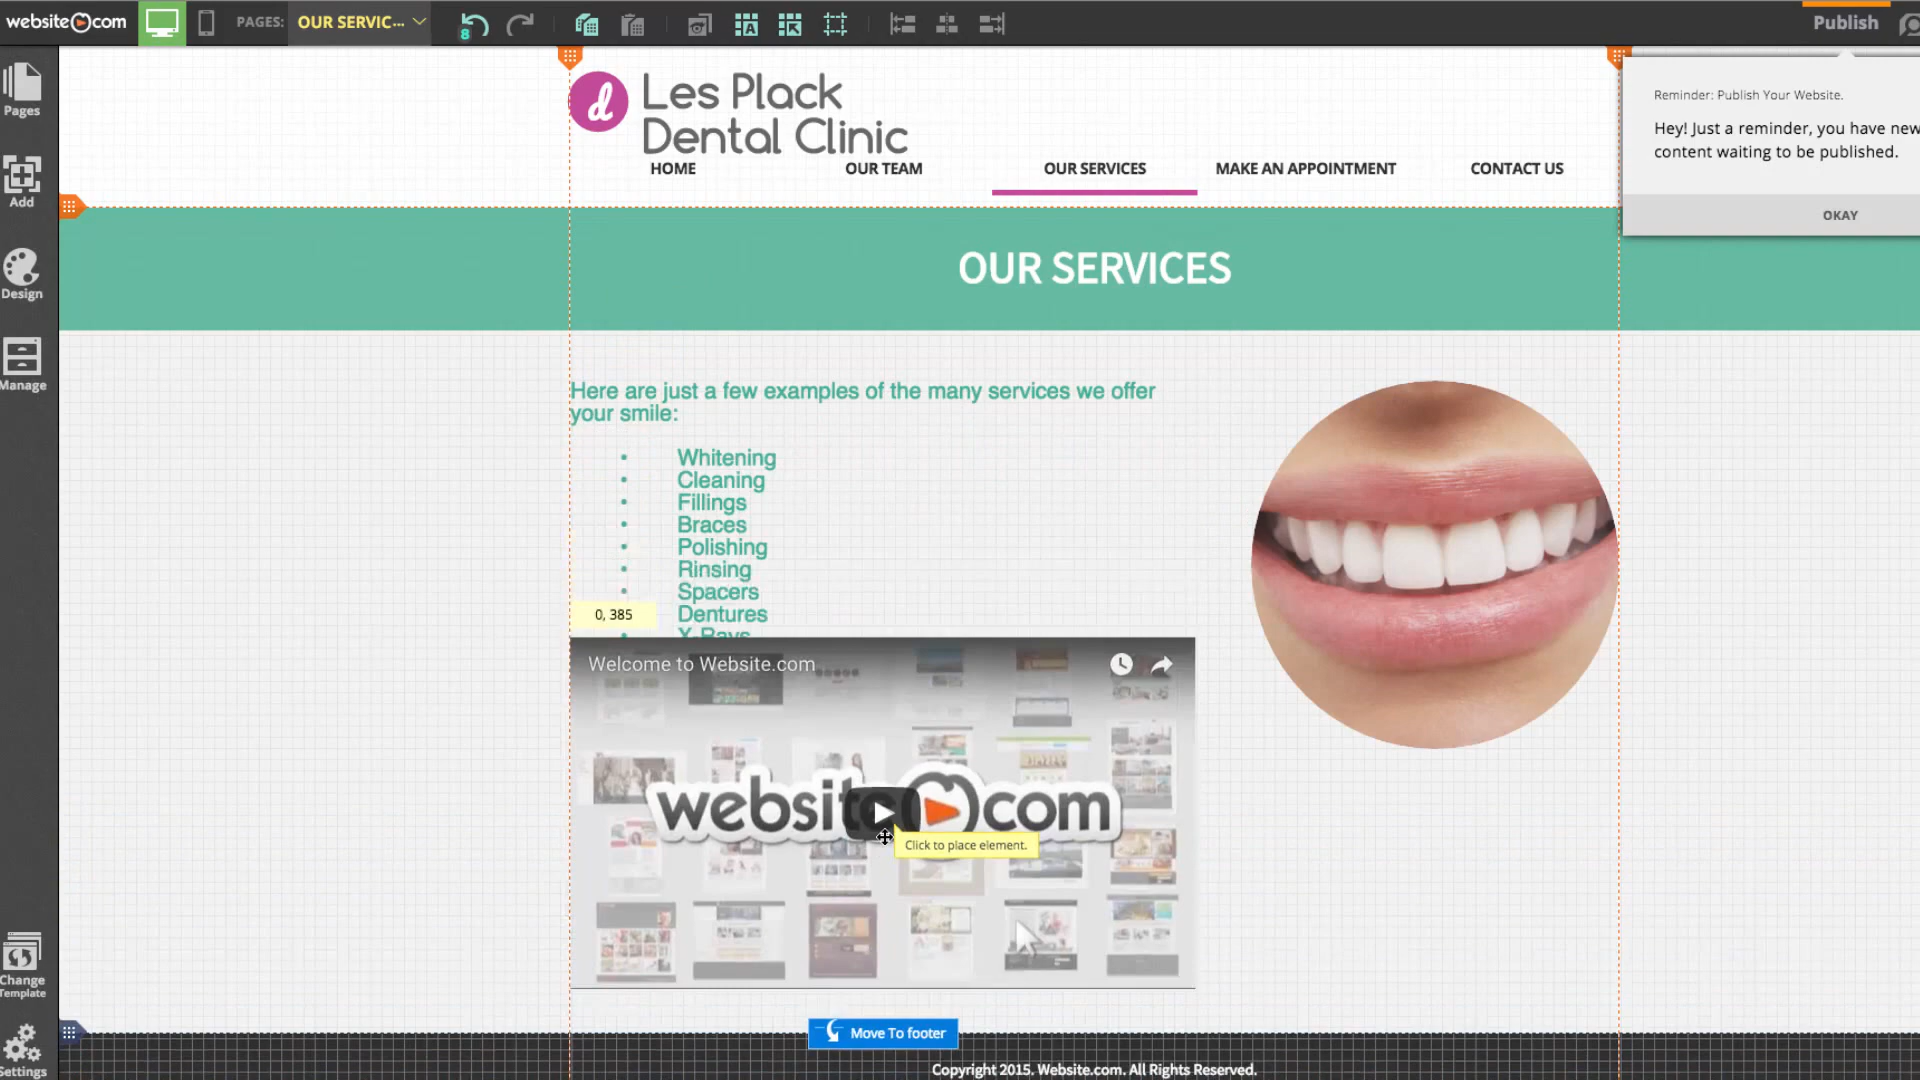 website com
PAGES:
OUR SERVIC...
8
Publish
Pages
Add
Design
Manage
Change
Template
Settings
Reminder: Publish Your Website.
Hey! Just a reminder, you have new
content waiting to be published.
OKAY
d
Les Plack
Dental Clinic
HOME
OUR TEAM
OUR SERVICES
MAKE AN APPOINTMENT
CONTACT US
OUR SERVICES
Here are just a few examples of the many services we offer
your smile:
• Whitening
• Cleaning
• Fillings
• Braces
• Polishing
• Rinsing
• Spacers
• Dentures
• X-Rays
0, 385
Welcome to Website.com
website com
Click to place element.
Move To footer
Copyright 2015. Website.com. All Rights Reserved.